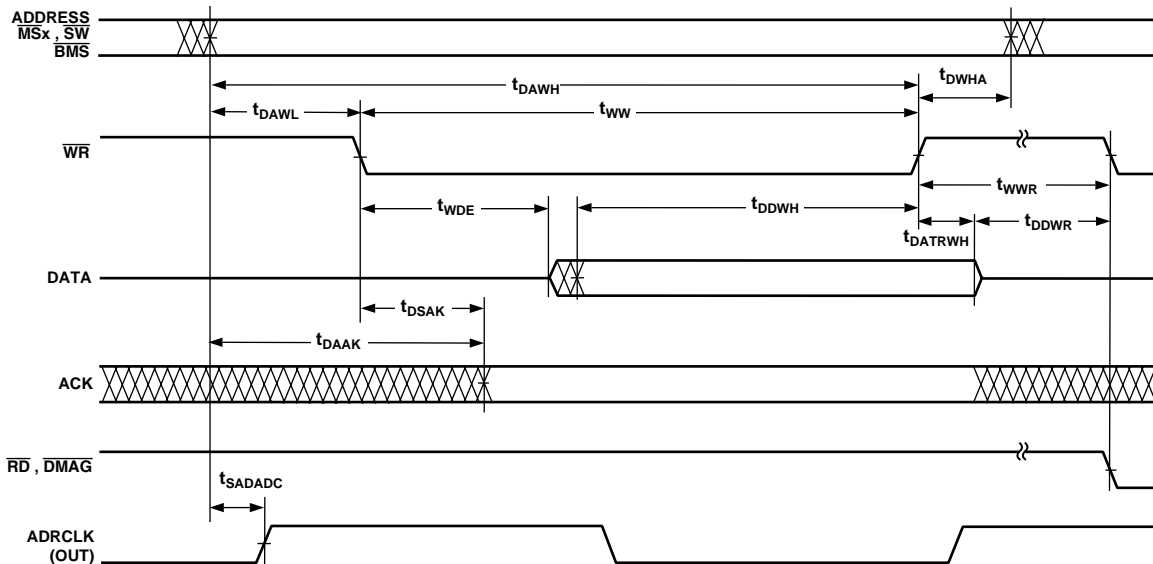 ADDRESS
MSx , SW
BMS
tDAWH
tDWHA
tDAWL
tWW
WR
tWWR
tWDE
tDDWH
tDATRWH
tDDWR
DATA
tDSAK
tDAAK
ACK
RD , DMAG
tSADADC
ADRCLK
(OUT)